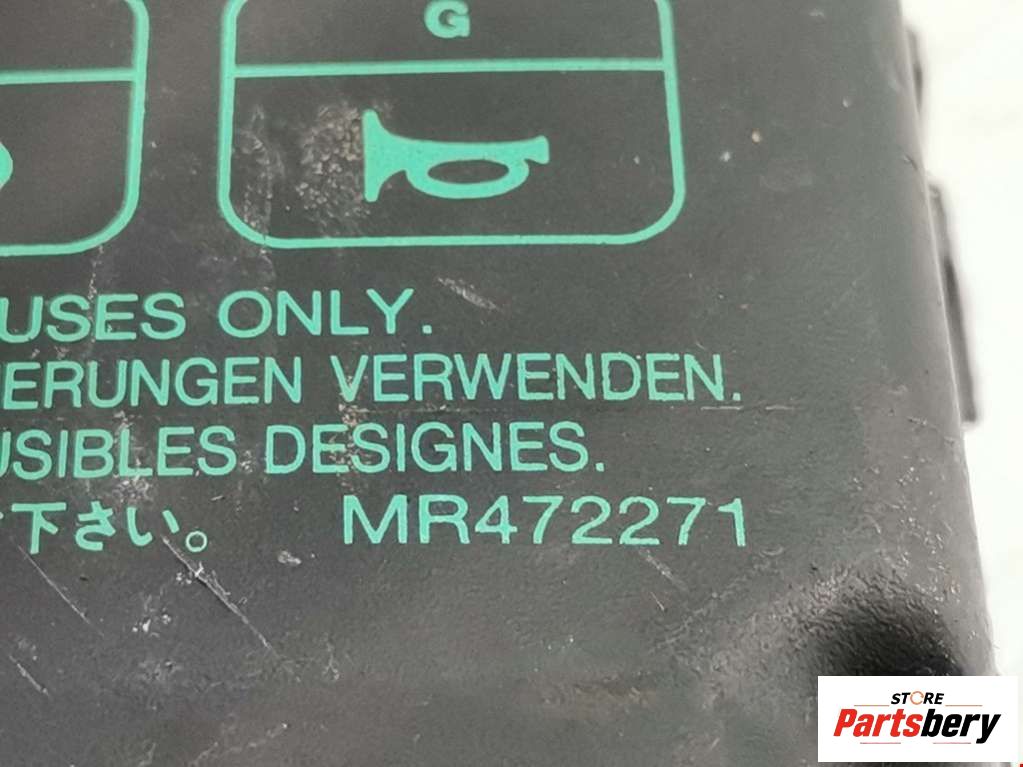 G
USES ONLY.
ERUNGEN VERWENDEN.
USIBLES DESIGNES.
下さい。 MR472271
STORE
Partsbery